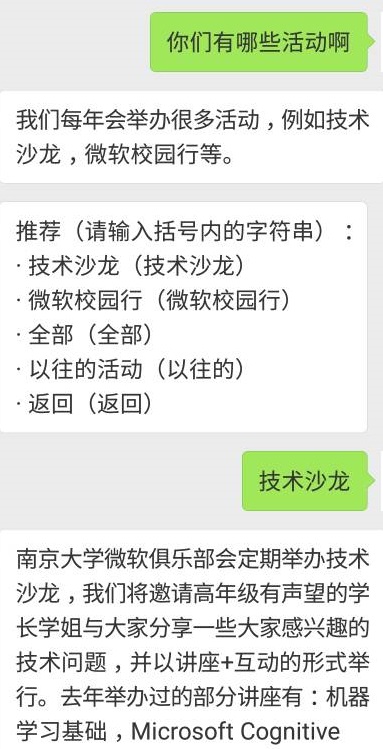 你们有哪些活动啊
我们每年会举办很多活动，例如技术
沙龙，微软校园行等。
推荐（请输入括号内的字符串）：
· 技术沙龙（技术沙龙）
· 微软校园行（微软校园行）
· 全部（全部）
· 以往的活动（以往的）
· 返回（返回）
技术沙龙
南京大学微软俱乐部会定期举办技术
沙龙，我们将邀请高年级有声望的学
长学姐与大家分享一些大家感兴趣的
技术问题，并以讲座+互动的形式举
行。去年举办过的部分讲座有：机器
学习基础，Microsoft Cognitive